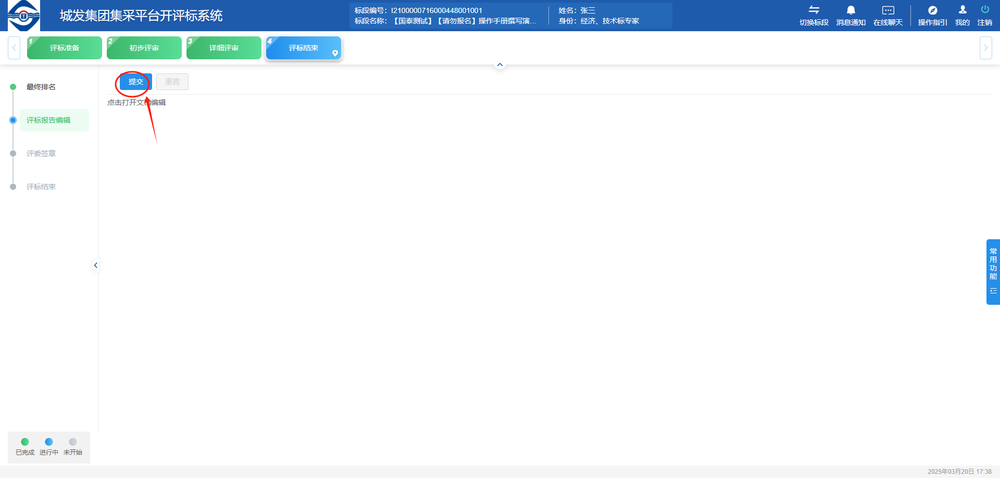 城发集团集采平台开评标系统
标段编号：I2100000716000448001001
标段名称：【国泰测试】【请勿报名】操作手册撰写演...
姓名：张三
身份：经济、技术标专家
切换标段
消息通知
在线聊天
操作指引
我的
注销
1 评标准备
2 初步评审
3 详细评审
4 评标结束
最终排名
评标报告编辑
评委签章
评标结束
提交
重置
点击打开文档编辑
常用功能
已完成
进行中
未开始
2025年03月20日 17:38